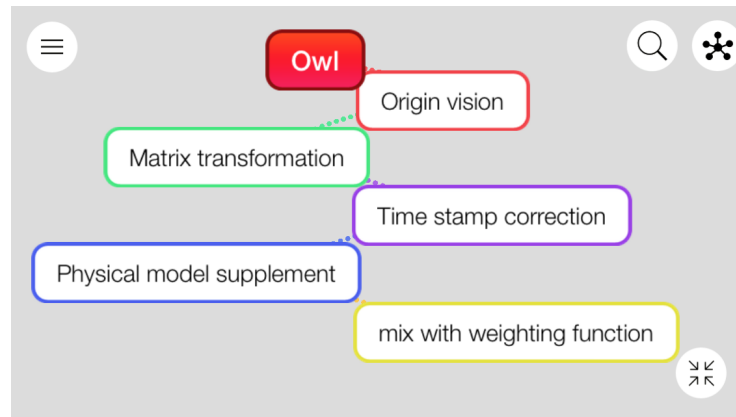 Owl
Origin vision
Matrix transformation
Time stamp correction
Physical model supplement
mix with weighting function